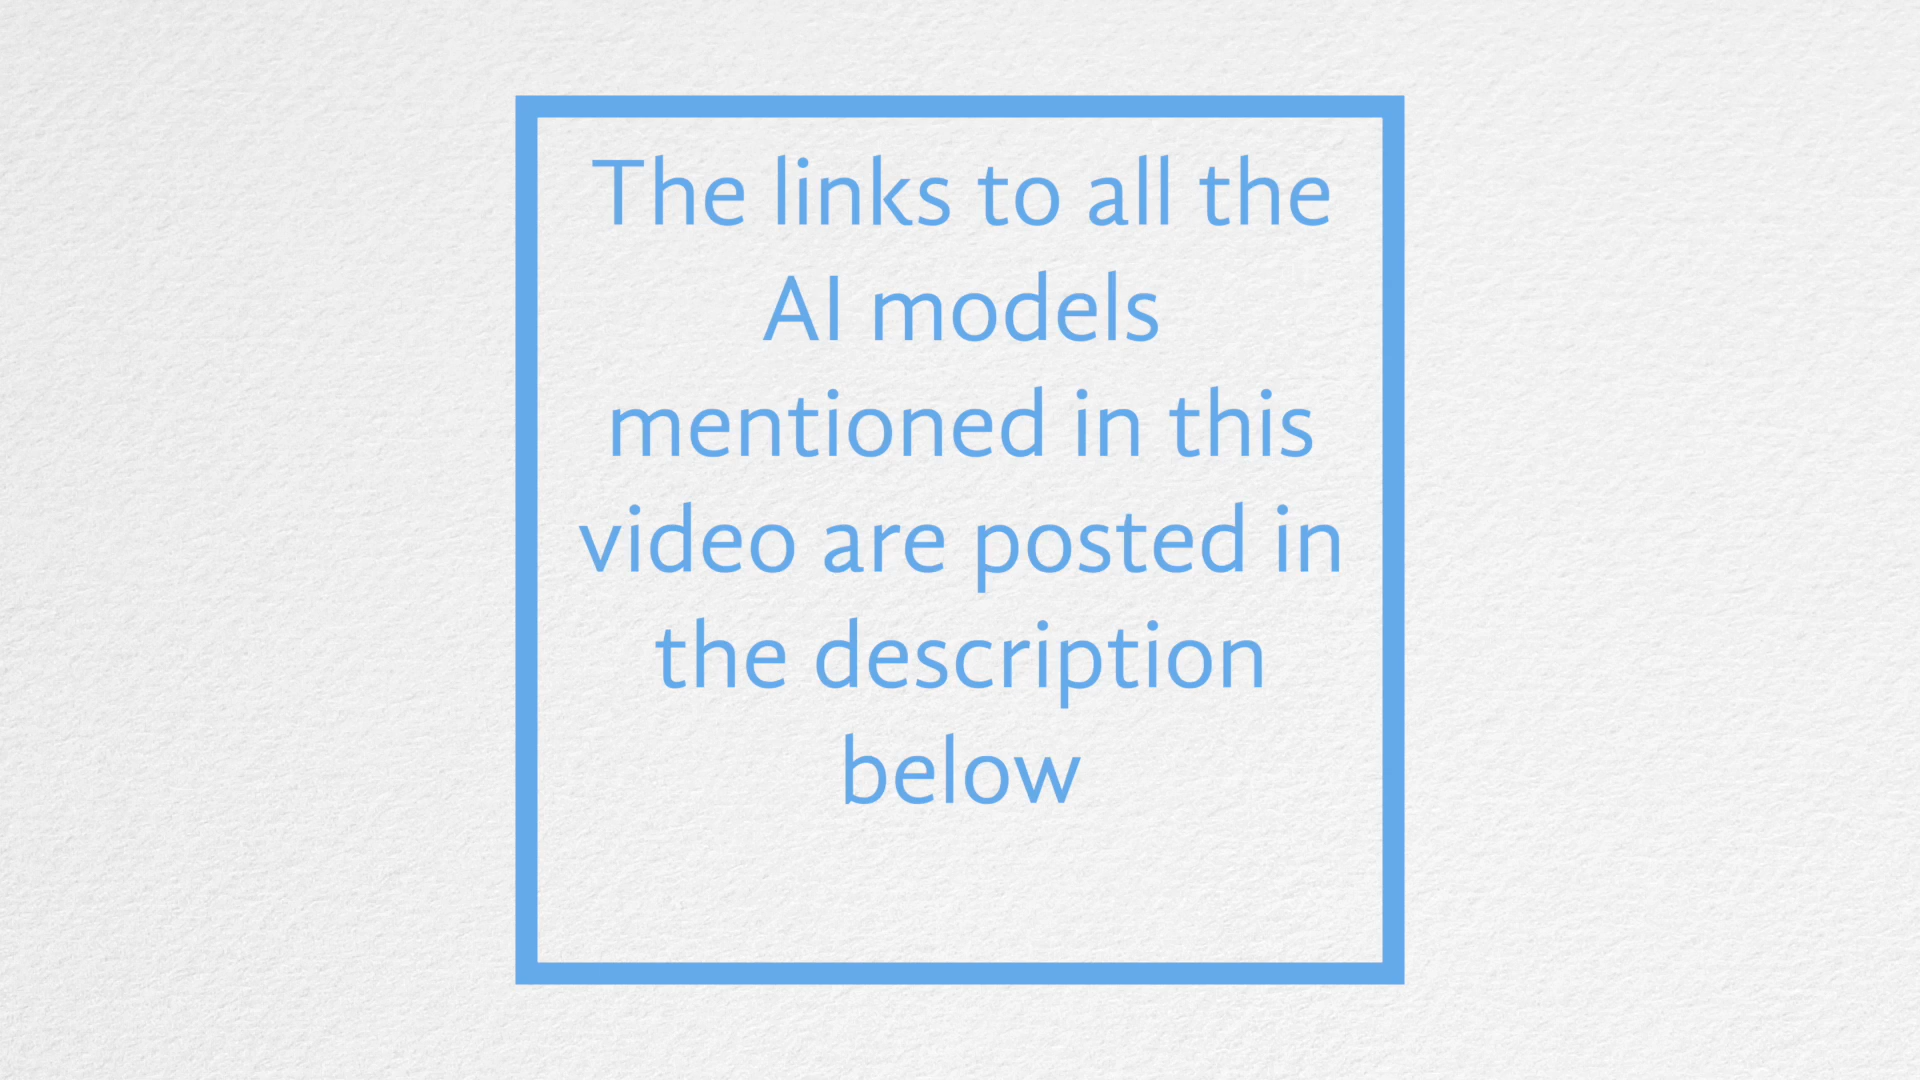 The links to all the
AI models
mentioned in this
video are posted in
the description
below